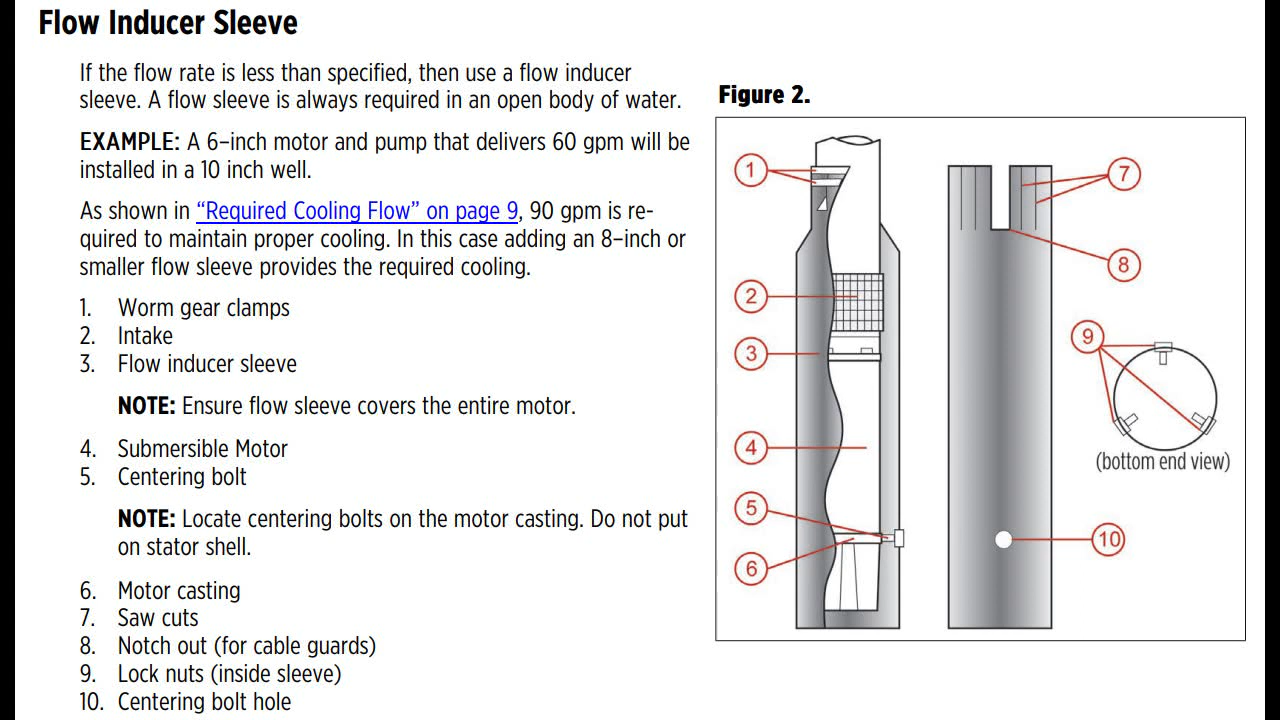 Flow Inducer Sleeve
If the flow rate is less than specified, then use a flow inducer
sleeve. A flow sleeve is always required in an open body of water.
EXAMPLE: A 6–inch motor and pump that delivers 60 gpm will be
installed in a 10 inch well.
As shown in “Required Cooling Flow” on page 9, 90 gpm is re-
quired to maintain proper cooling. In this case adding an 8–inch or
smaller flow sleeve provides the required cooling.
1. Worm gear clamps
2. Intake
3. Flow inducer sleeve
NOTE: Ensure flow sleeve covers the entire motor.
4. Submersible Motor
5. Centering bolt
NOTE: Locate centering bolts on the motor casting. Do not put
on stator shell.
6. Motor casting
7. Saw cuts
8. Notch out (for cable guards)
9. Lock nuts (inside sleeve)
10. Centering bolt hole
Figure 2.
1
2
3
4
5
6
7
8
9
(bottom end view)
10